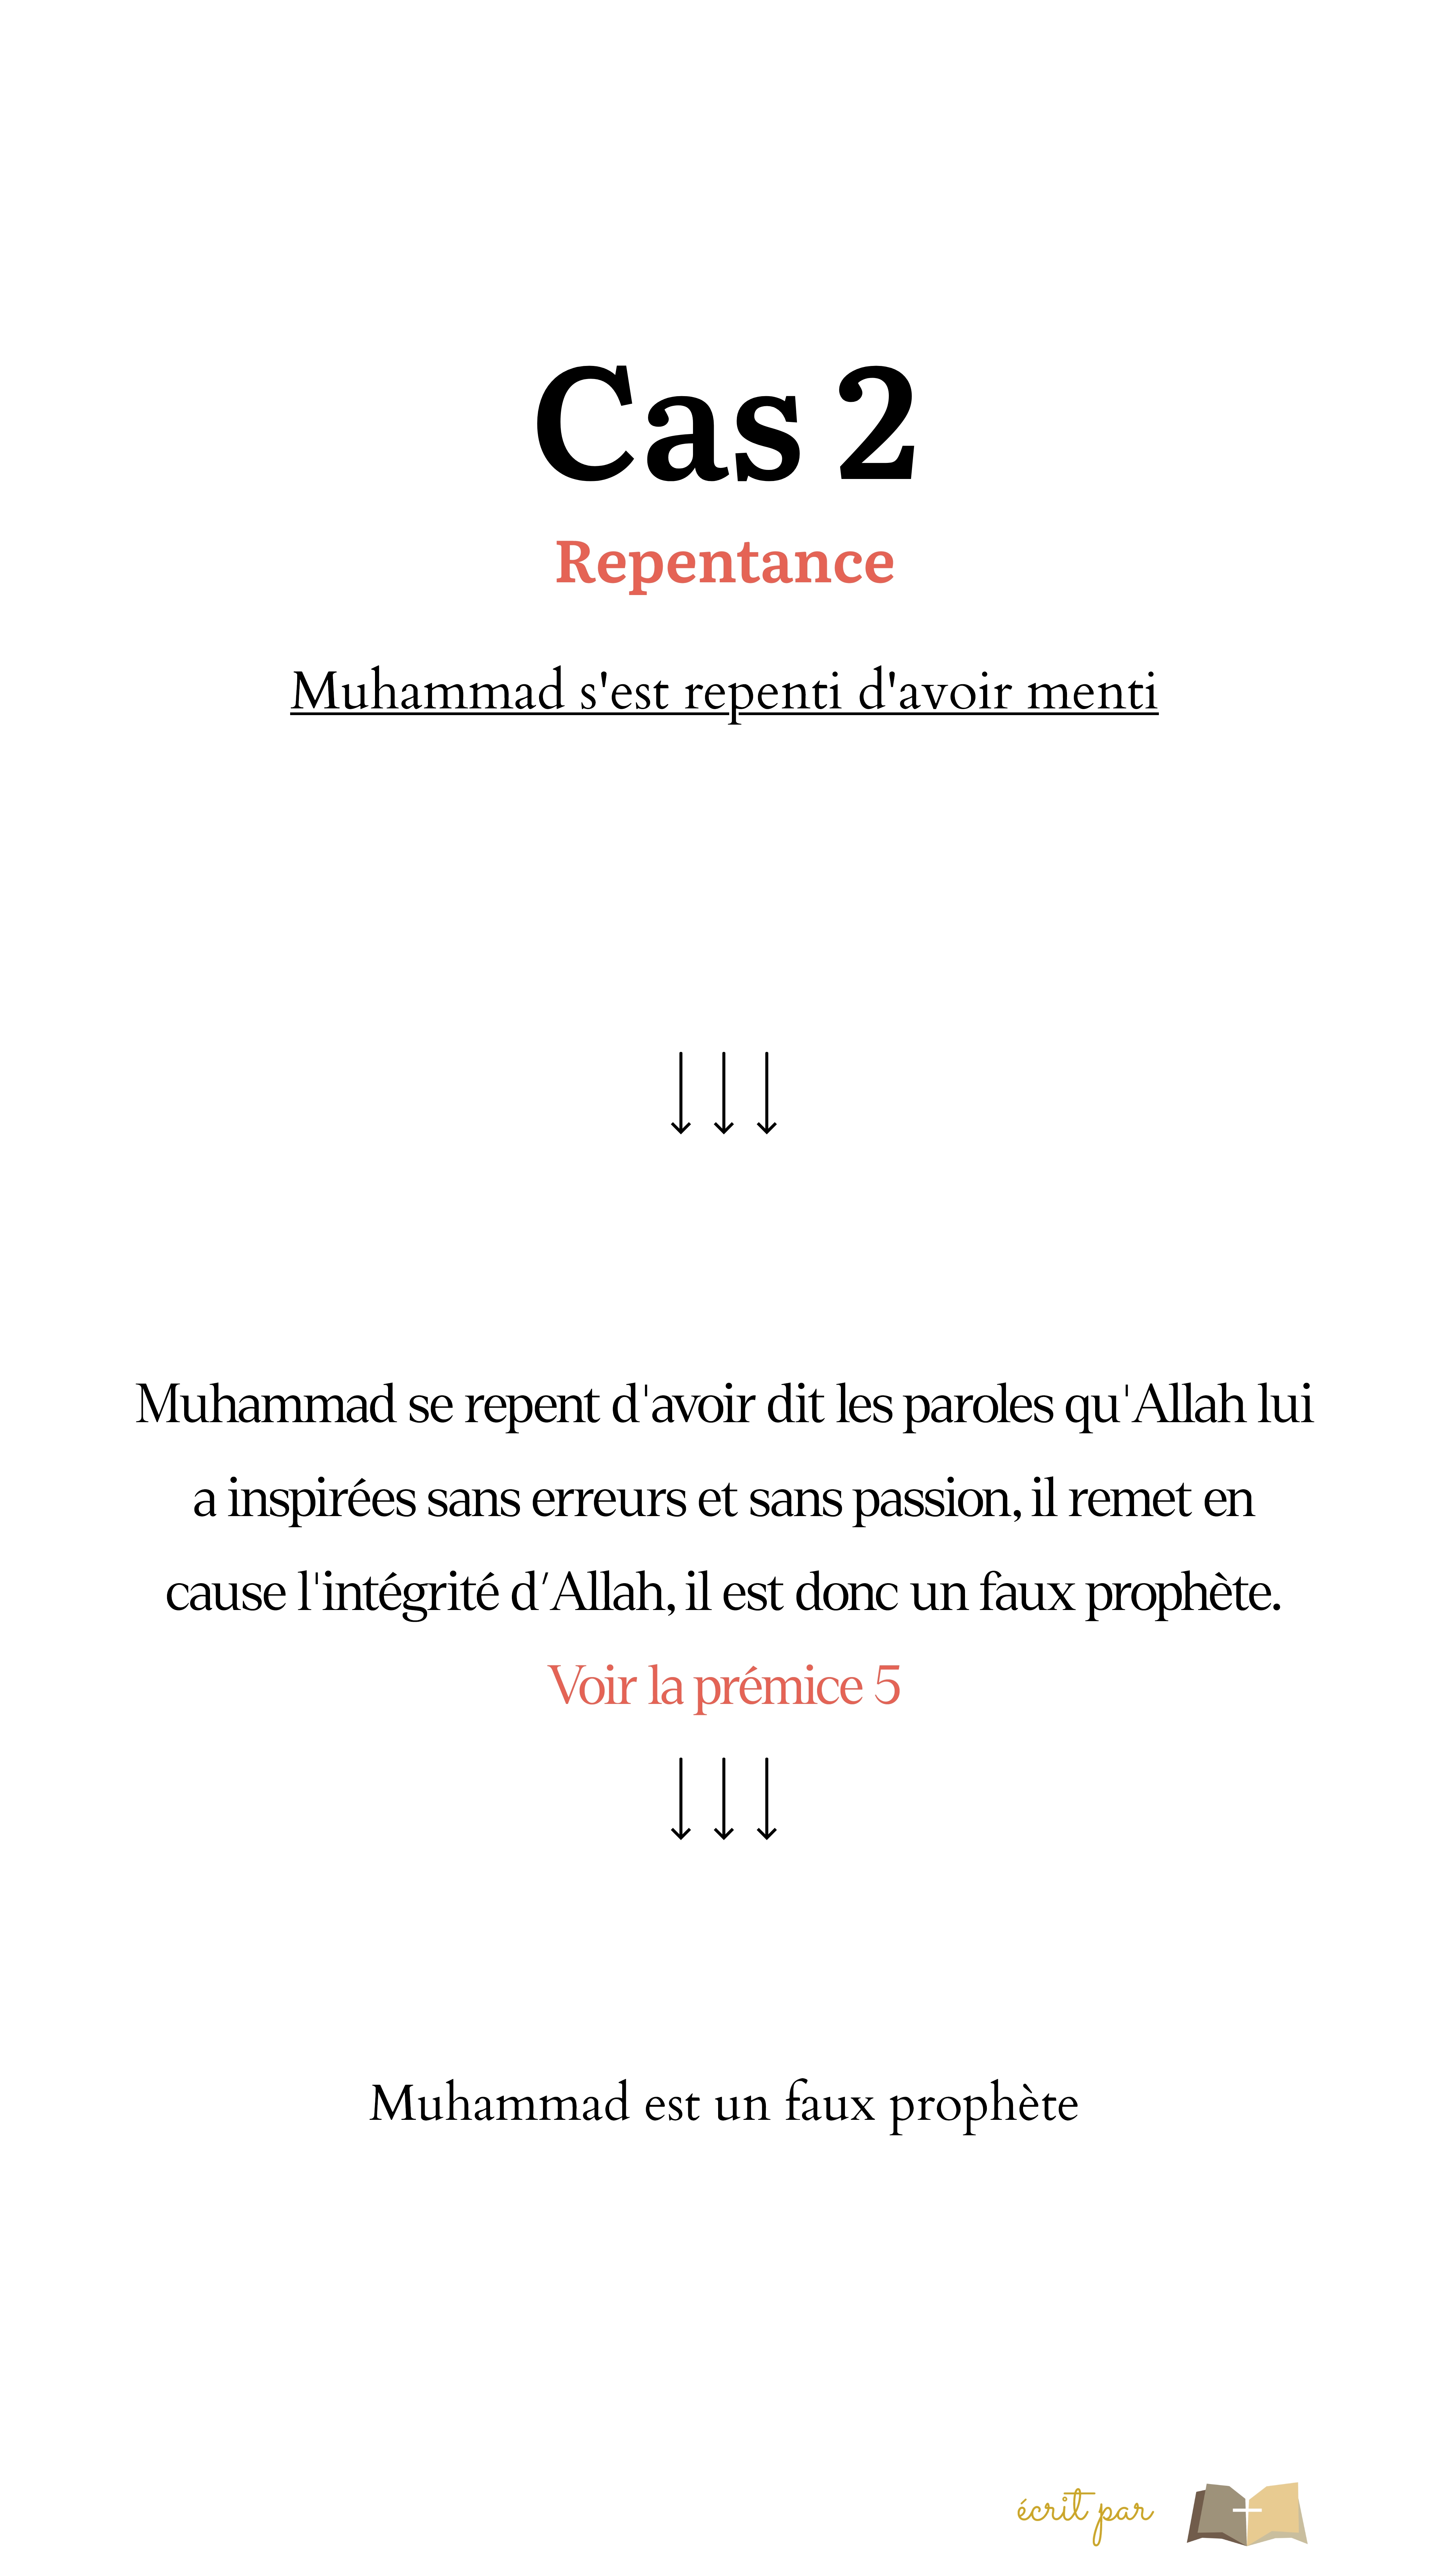 Cas 2
Repentance
Muhammad s'est repenti d'avoir menti
Muhammad se repent d'avoir dit les paroles qu'Allah lui
a inspirées sans erreurs et sans passion, il remet en
cause l'intégrité d'Allah, il est donc un faux prophète.
Voir la prémice 5
Muhammad est un faux prophète
écrit par